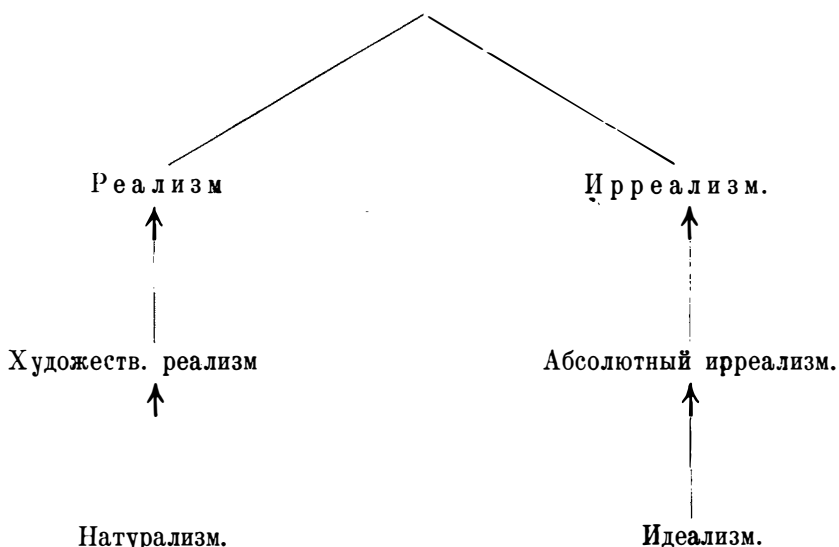 Реализм Ирреализм.
Художеств. реализм Абсолютный ирреализм.
Натурализм. Идеализм.